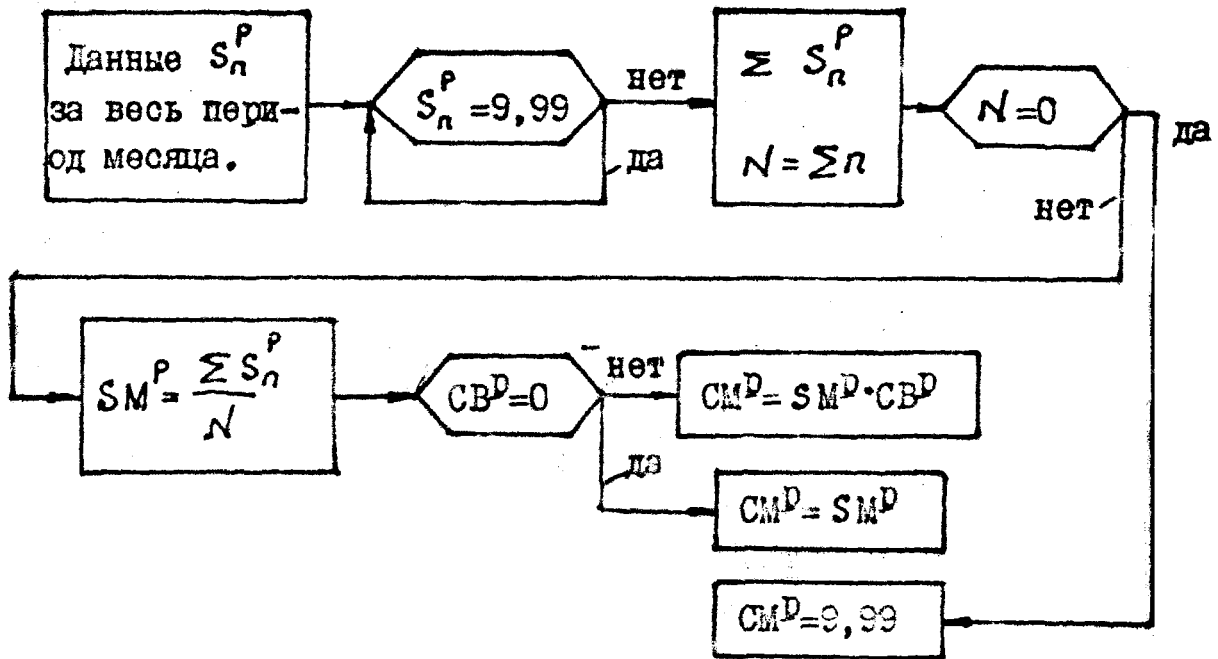 Данные S_n^P
за весь пери-
од месяца.
S_n^P =9,99
нет
да
Σ S_n^P
N = Σn
N =0
да
нет
SM^P = Σ S_n^P / N
CB^D=0
нет
CM^D= SM^D·CB^D
да
CM^D= SM^D
CM^D=9,99